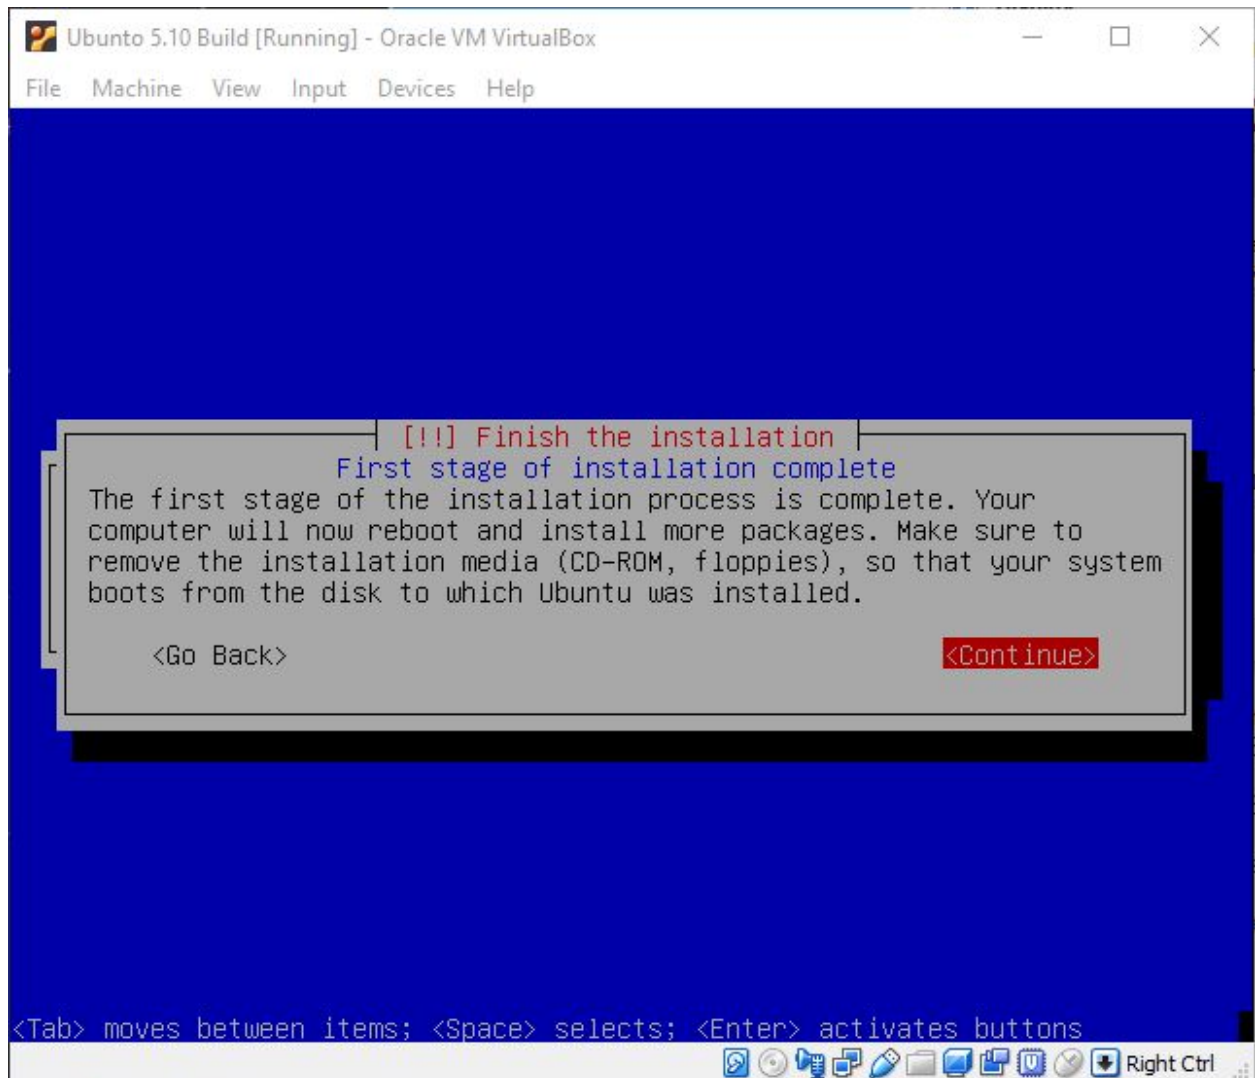 Ubunto 5.10 Build [Running] - Oracle VM VirtualBox
File Machine View Input Devices Help
[!!] Finish the installation
First stage of installation complete
The first stage of the installation process is complete. Your
computer will now reboot and install more packages. Make sure to
remove the installation media (CD-ROM, floppies), so that your system
boots from the disk to which Ubuntu was installed.
<Go Back> <Continue>
<Tab> moves between items; <Space> selects; <Enter> activates buttons
Right Ctrl